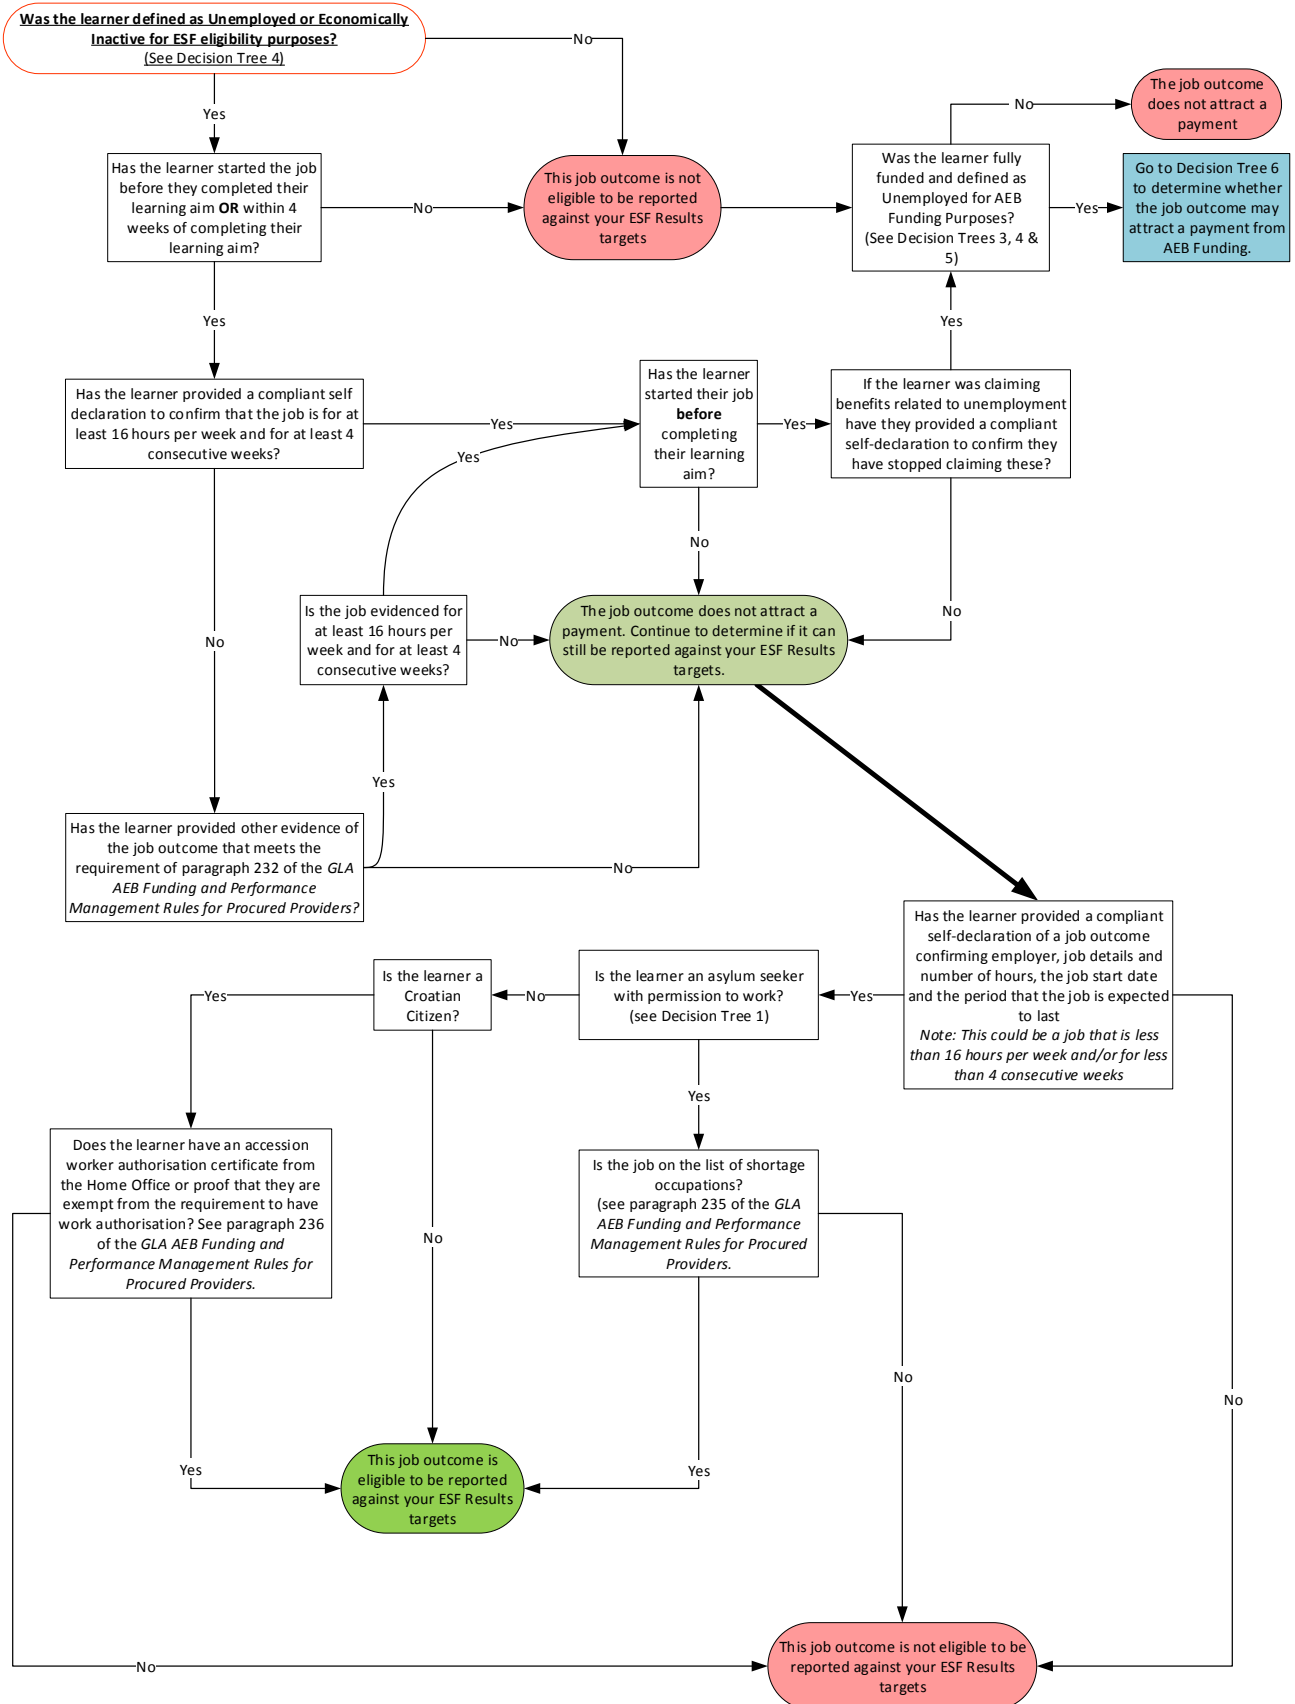 Was the learner defined as Unemployed or Economically
Inactive for ESF eligibility purposes?
(See Decision Tree 4)
No
Yes
The job outcome
does not attract a
payment
No
Has the learner started the job
before they completed their
learning aim OR within 4
weeks of completing their
learning aim?
No
This job outcome is not
eligible to be reported
against your ESF Results
targets
Was the learner fully
funded and defined as
Unemployed for AEB
Funding Purposes?
(See Decision Trees 3, 4 &
5)
Yes
Go to Decision Tree 6
to determine whether
the job outcome may
attract a payment from
AEB Funding.
Yes
Yes
Has the learner provided a compliant self
declaration to confirm that the job is for at
least 16 hours per week and for at least 4
consecutive weeks?
Yes
Yes
Has the learner
started their job
before
completing
their learning
aim?
Yes
If the learner was claiming
benefits related to unemployment
have they provided a compliant
self-declaration to confirm they
have stopped claiming these?
No
No
No
Is the job evidenced for
at least 16 hours per
week and for at least 4
consecutive weeks?
No
The job outcome does not attract a
payment. Continue to determine if it can
still be reported against your ESF Results
targets.
Yes
Has the learner provided other evidence of
the job outcome that meets the
requirement of paragraph 232 of the GLA
AEB Funding and Performance
Management Rules for Procured Providers?
No
Has the learner provided a compliant
self-declaration of a job outcome
confirming employer, job details and
number of hours, the job start date
and the period that the job is expected
to last
Note: This could be a job that is less
than 16 hours per week and/or for less
than 4 consecutive weeks
Yes
Is the learner an asylum seeker
with permission to work?
(see Decision Tree 1)
No
Is the learner a
Croatian
Citizen?
Yes
Yes
Does the learner have an accession
worker authorisation certificate from
the Home Office or proof that they are
exempt from the requirement to have
work authorisation? See paragraph 236
of the GLA AEB Funding and
Performance Management Rules for
Procured Providers.
No
Is the job on the list of shortage
occupations?
(see paragraph 235 of the GLA
AEB Funding and Performance
Management Rules for Procured
Providers.
No
No
Yes
This job outcome is
eligible to be reported
against your ESF Results
targets
Yes
No
This job outcome is not eligible to be
reported against your ESF Results
targets